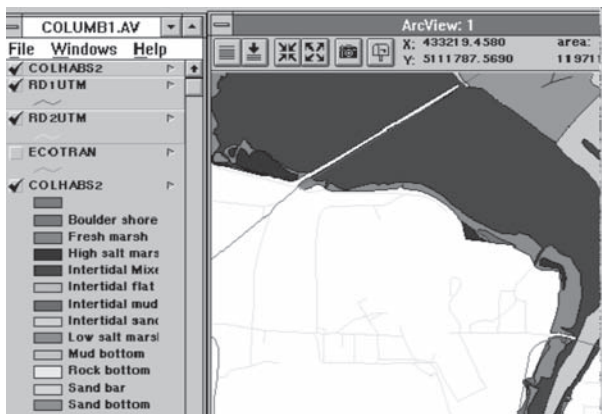 COLUMB1.AV
File Windows Help
COLHABS2
RD1UTM
RD2UTM
ECOTRAN
COLHABS2
Boulder shore
Fresh marsh
High salt mars
Intertidal Mixe
Intertidal flat
Intertidal mud
Intertidal sand
Low salt marsl
Mud bottom
Rock bottom
Sand bar
Sand bottom
ArcView: 1
X: 433219.4580 area:
Y: 5111787.5690 11971